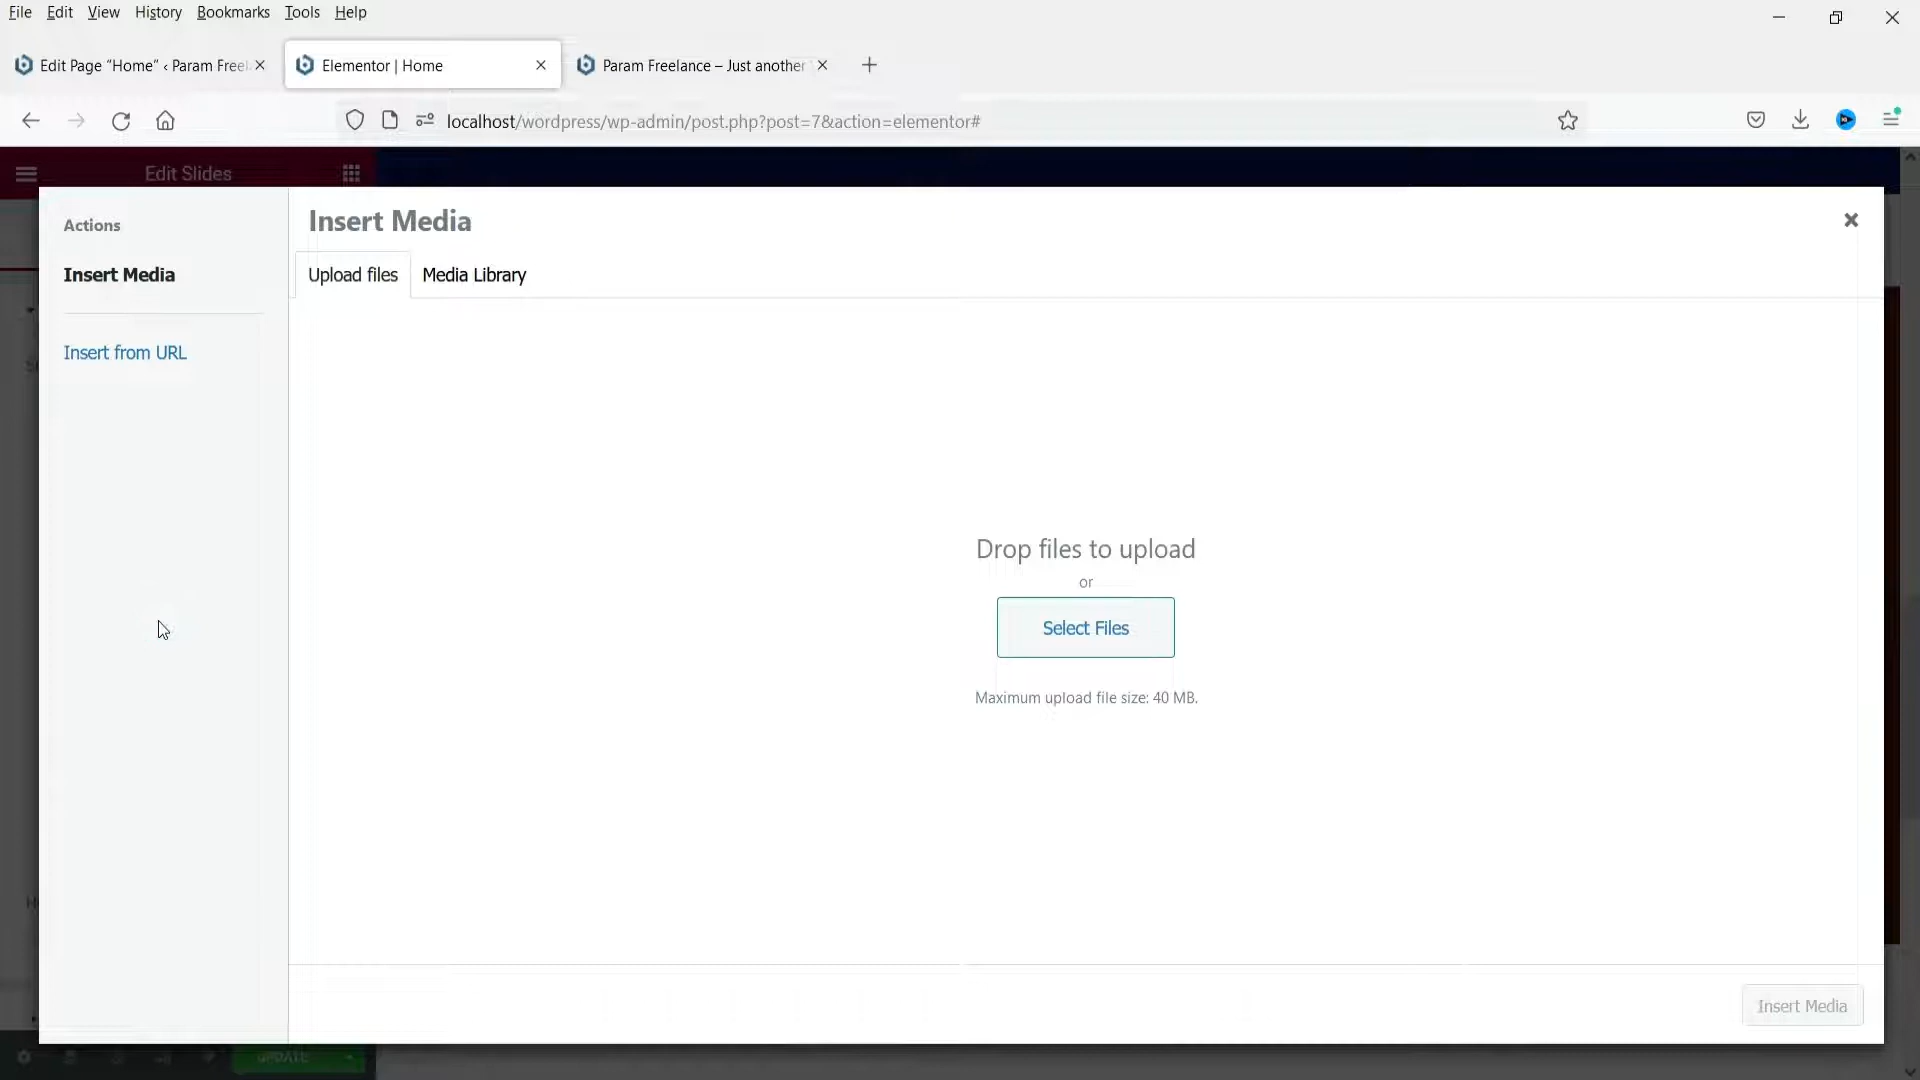 File Edit View History Bookmarks Tools Help
Edit Page “Home” ‹ Param Freel
Elementor | Home
Param Freelance – Just another
localhost/wordpress/wp-admin/post.php?post=7&action=elementor#
Edit Slides
Actions
Insert Media
Insert from URL
Insert Media
Upload files
Media Library
Drop files to upload
or
Select Files
Maximum upload file size: 40 MB.
Insert Media
UPDATE